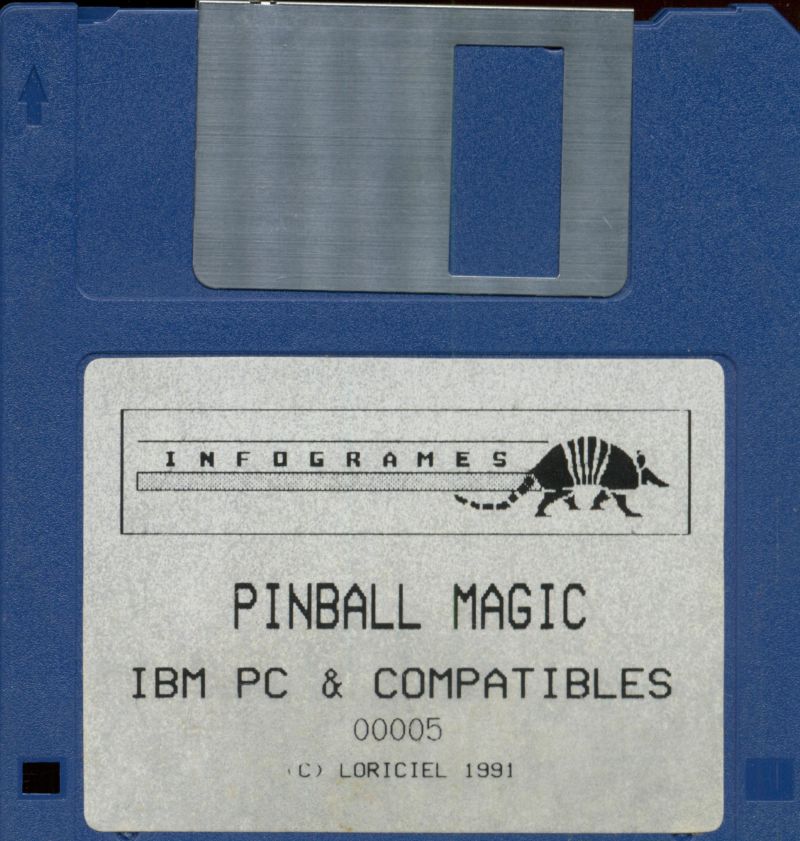 INFOGRAMES
PINBALL MAGIC
IBM PC & COMPATIBLES
00005
(C) LORICIEL 1991